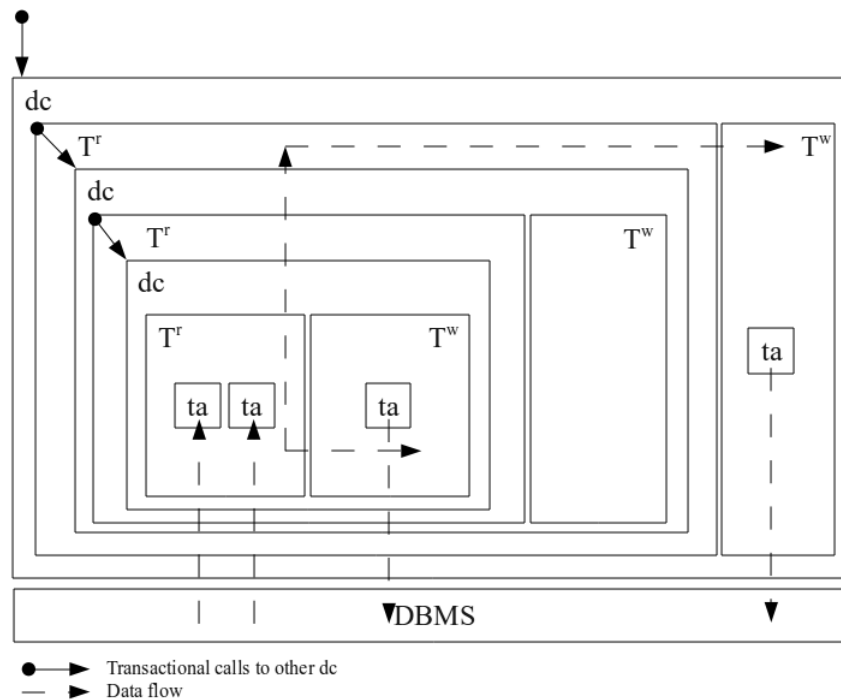 dc
T^r
T^w
dc
T^r
T^w
dc
T^r
T^w
ta
ta
ta
ta
DBMS
Transactional calls to other dc
Data flow